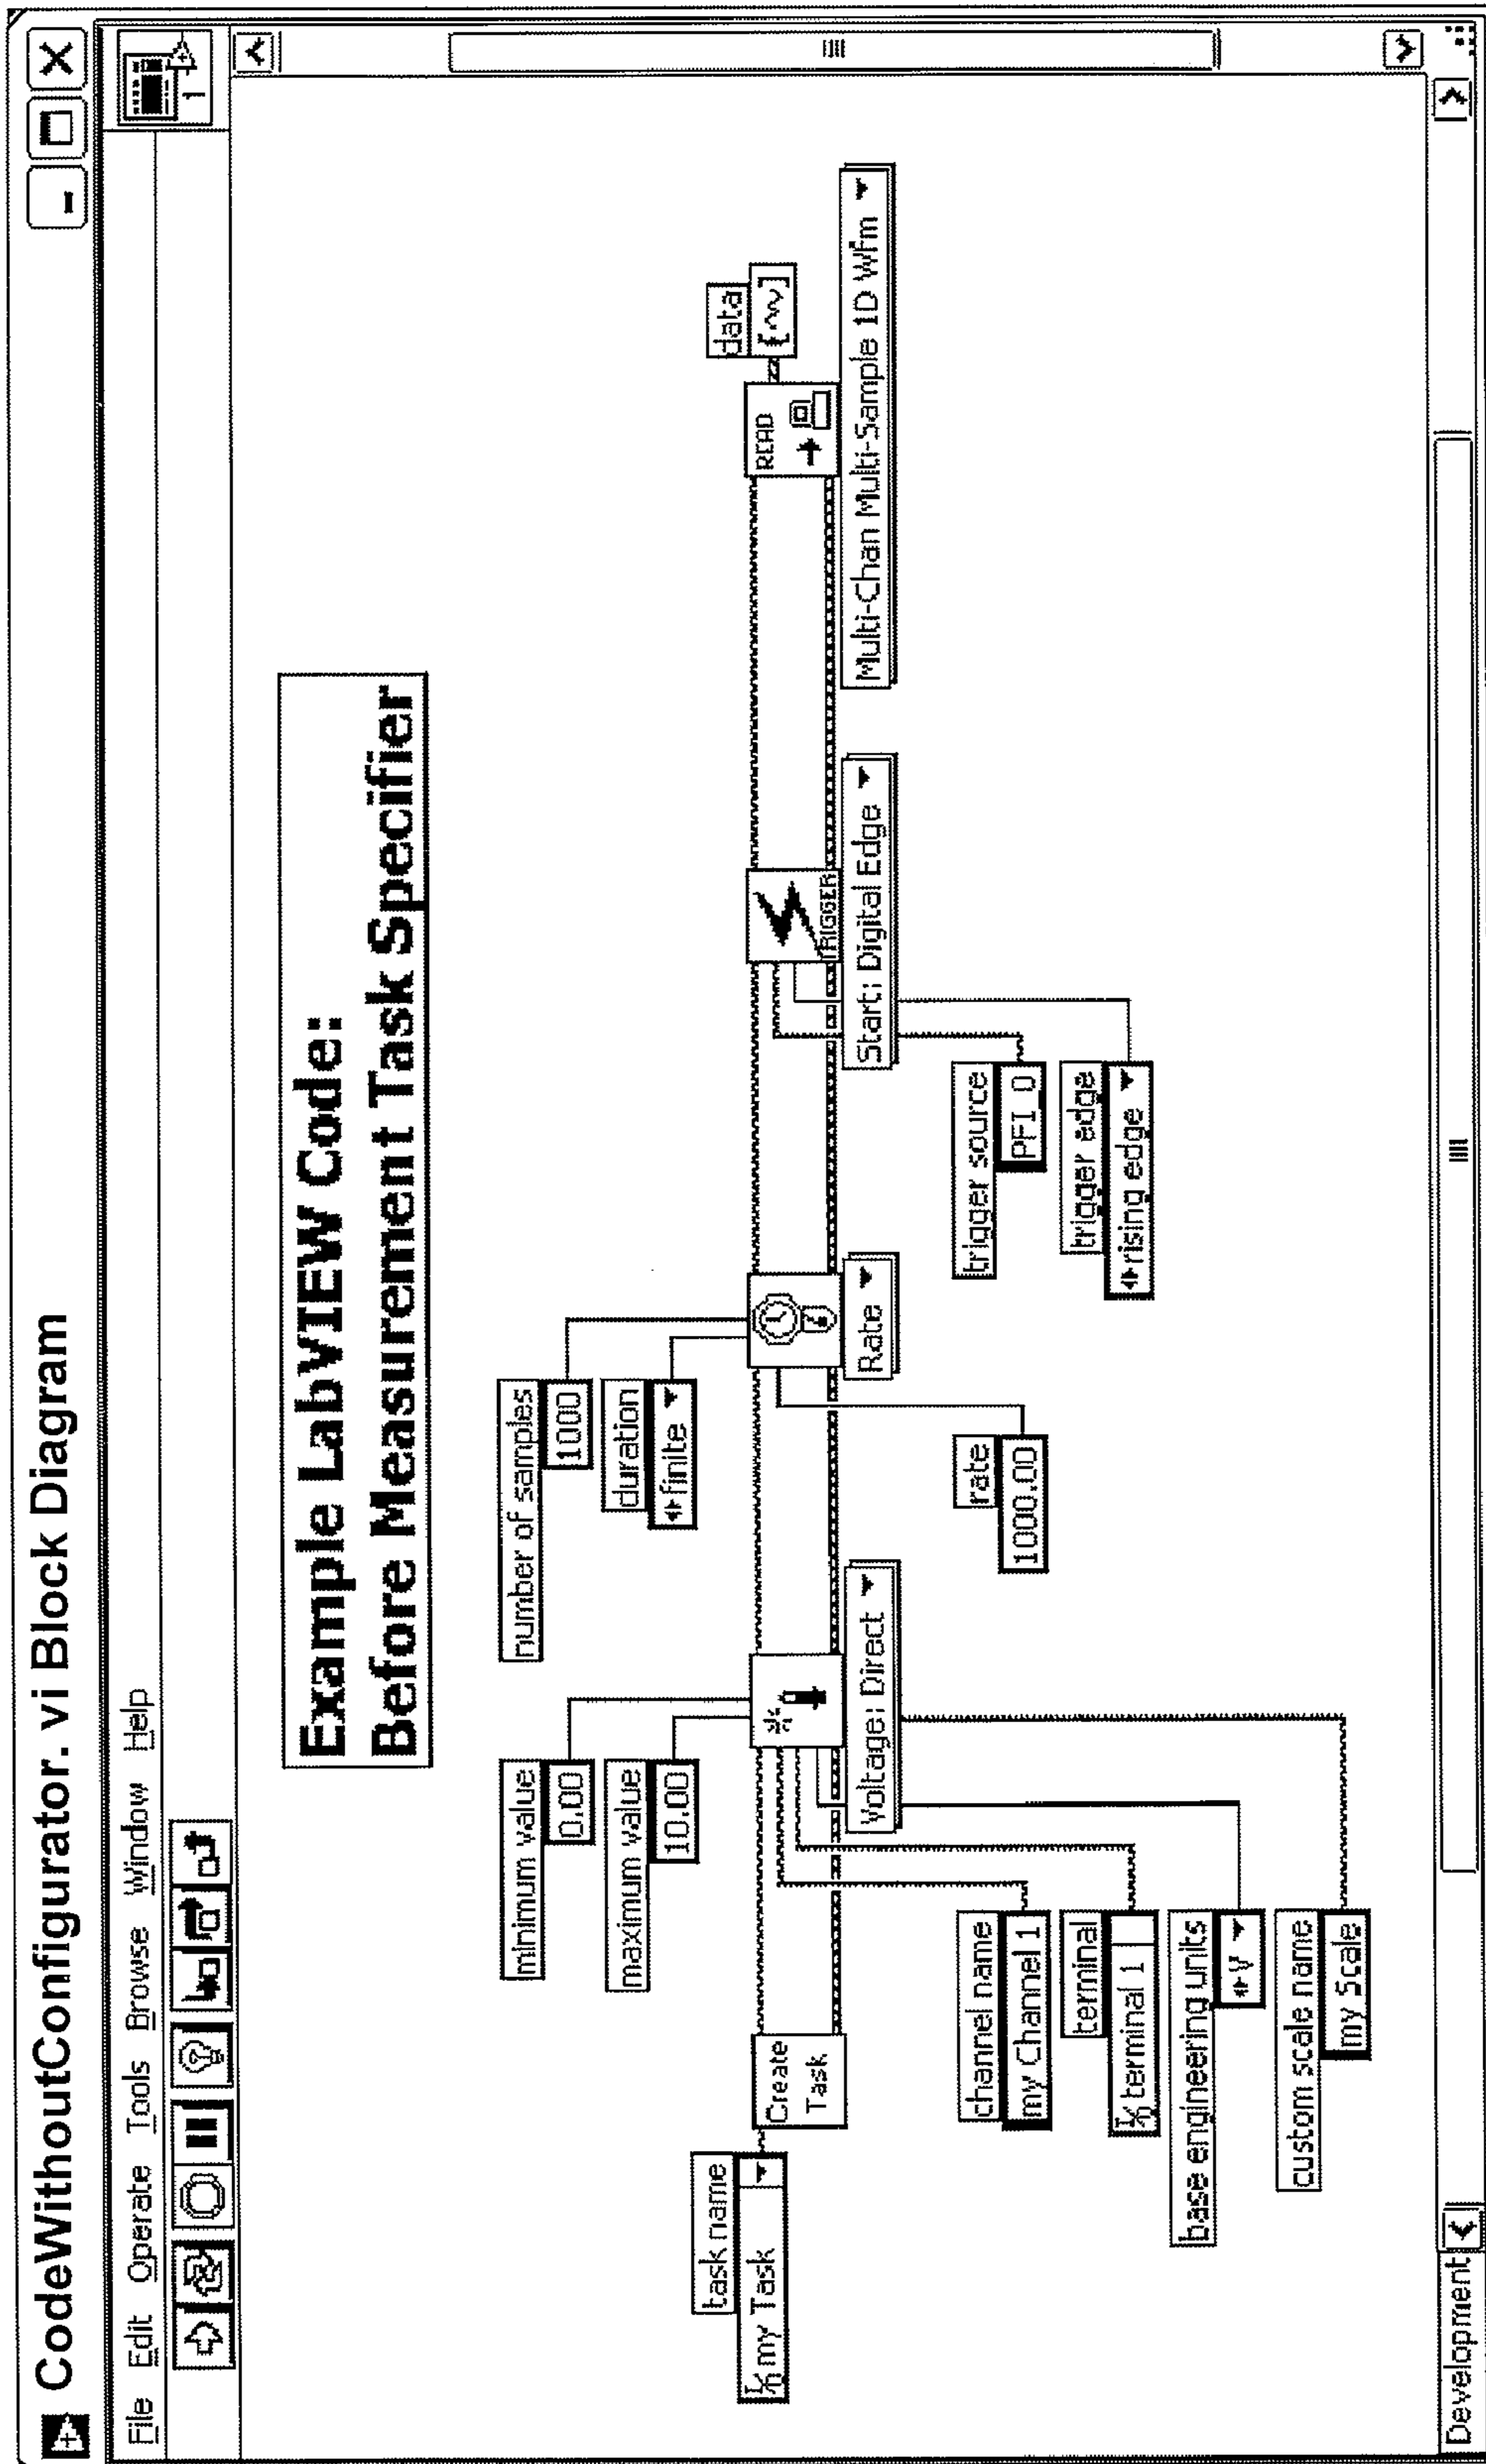 CodeWithoutConfigurator. vi Block Diagram
File Edit Operate Tools Browse Window Help
1
Example LabVIEW Code:
Before Measurement Task Specifier
minimum value
0.00
maximum value
10.00
number of samples
1000
duration
finite
task name
my Task
Create
Task
Voltage: Direct
Rate
TRIGGER
Start: Digital Edge
READ
data
Multi-Chan Multi-Sample 1D Wfm
channel name
my Channel 1
terminal
terminal 1
base engineering units
V
custom scale name
my Scale
rate
1000.00
trigger source
PFI_0
trigger edge
rising edge
Development